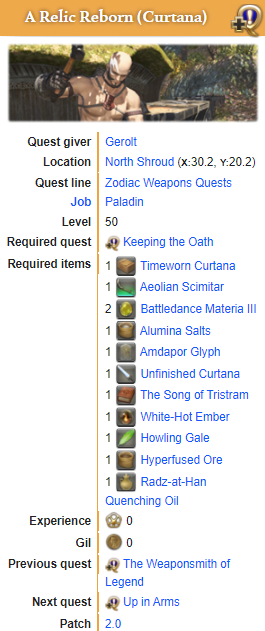 A Relic Reborn (Curtana)
Quest giver Gerolt
Location North Shroud (X:30.2, Y:20.2)
Quest line Zodiac Weapons Quests
Job Paladin
Level 50
Required quest Keeping the Oath
Required items 1 Timeworn Curtana
1 Aeolian Scimitar
2 Battledance Materia III
1 Alumina Salts
1 Amdapor Glyph
1 Unfinished Curtana
1 The Song of Tristram
1 White-Hot Ember
1 Howling Gale
1 Hyperfused Ore
1 Radz-at-Han
Quenching Oil
Experience 0
Gil 0
Previous quest The Weaponsmith of
Legend
Next quest Up in Arms
Patch 2.0